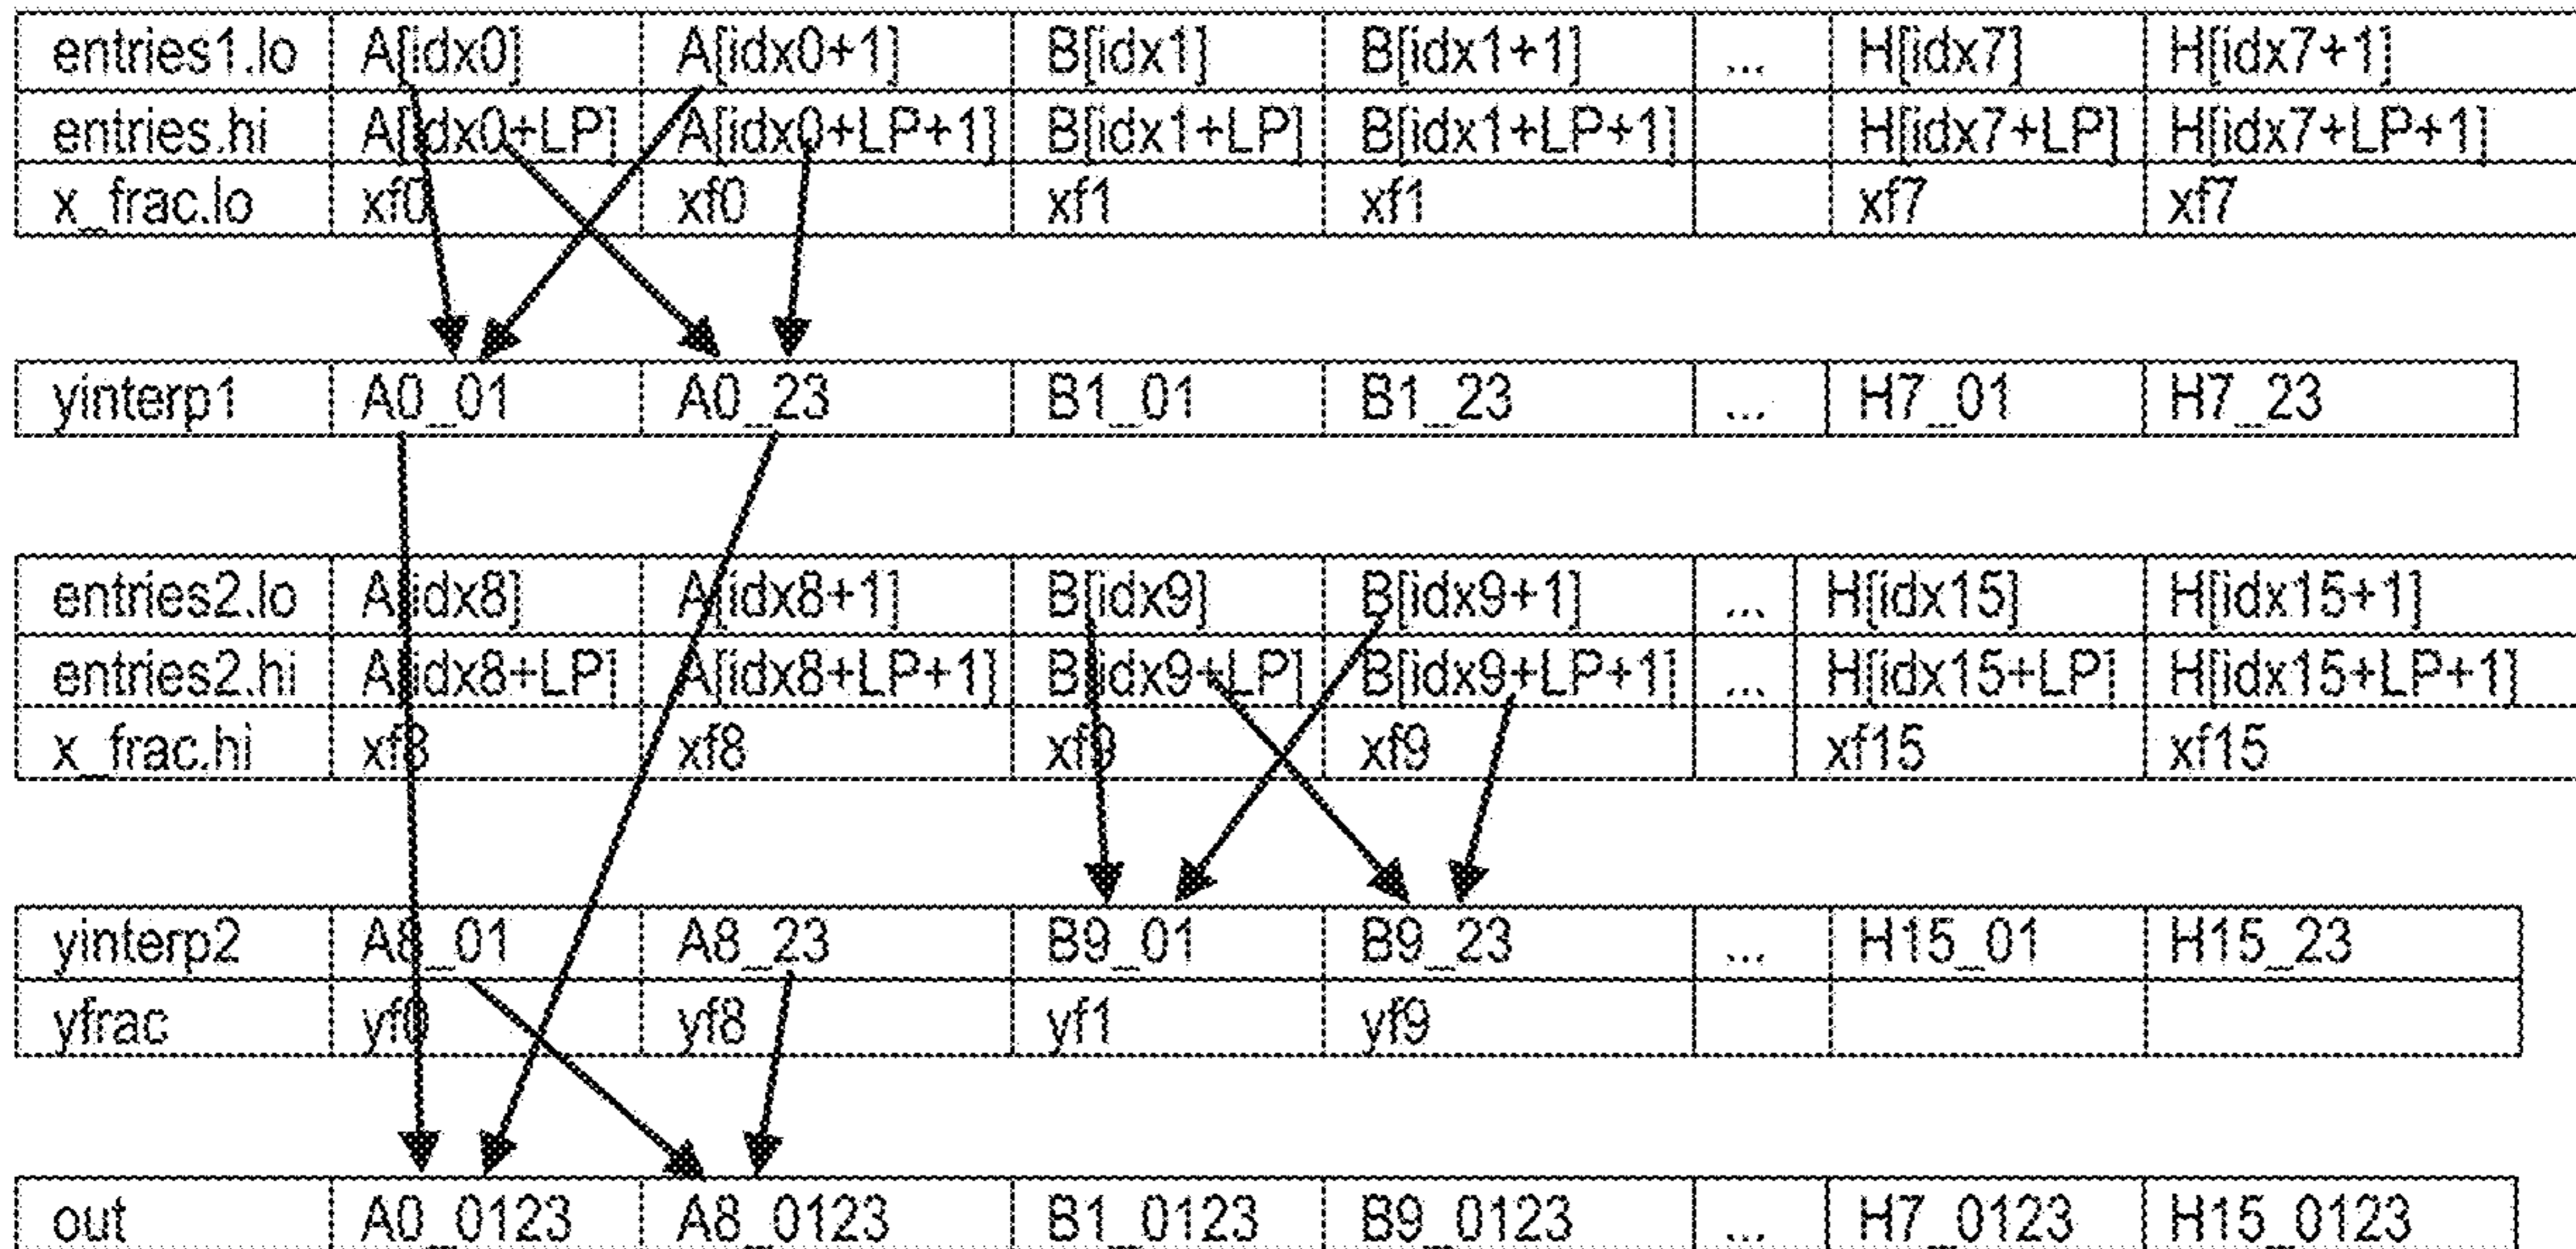 entries1.lo A[idx0] A[idx0+1] B[idx1] B[idx1+1] ... H[idx7] H[idx7+1]
entries.hi A[idx0+LP] A[idx0+LP+1] B[idx1+LP] B[idx1+LP+1] H[idx7+LP] H[idx7+LP+1]
x_frac.lo xf0 xf0 xf1 xf1 xf7 xf7
yinterp1 A0_01 A0_23 B1_01 B1_23 ... H7_01 H7_23
entries2.lo A[idx8] A[idx8+1] B[idx9] B[idx9+1] ... H[idx15] H[idx15+1]
entries2.hi A[idx8+LP] A[idx8+LP+1] B[idx9+LP] B[idx9+LP+1] ... H[idx15+LP] H[idx15+LP+1]
x_frac.hi xf8 xf8 xf9 xf9 xf15 xf15
yinterp2 A8_01 A8_23 B9_01 B9_23 ... H15_01 H15_23
yfrac yf0 yf8 yf1 yf9
out A0_0123 A8_0123 B1_0123 B9_0123 ... H7_0123 H15_0123